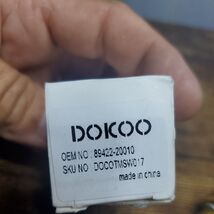 DOKOO
OEM NO : 89422-20010
SKU NO : DOCOTMSW017
made in china